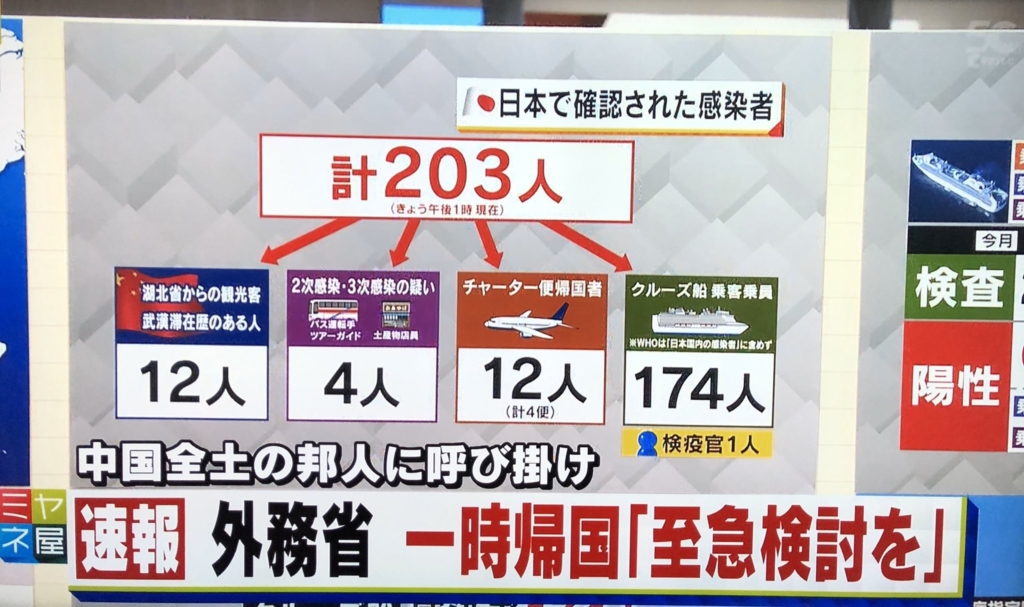 日本で確認された感染者
計203人
(きょう午後1時 現在)
湖北省からの観光客
武漢滞在歴のある人
12人
2次感染・3次感染の疑い
バス運転手
ツアーガイド
土産物店員
4人
チャーター便帰国者
12人
(計4便)
クルーズ船 乗客乗員
※WHOは「日本国内の感染者」に含めず
174人
検疫官1人
今月
検査
陽性
中国全土の邦人に呼び掛け
ミヤネ屋
速報 外務省 一時帰国「至急検討を」